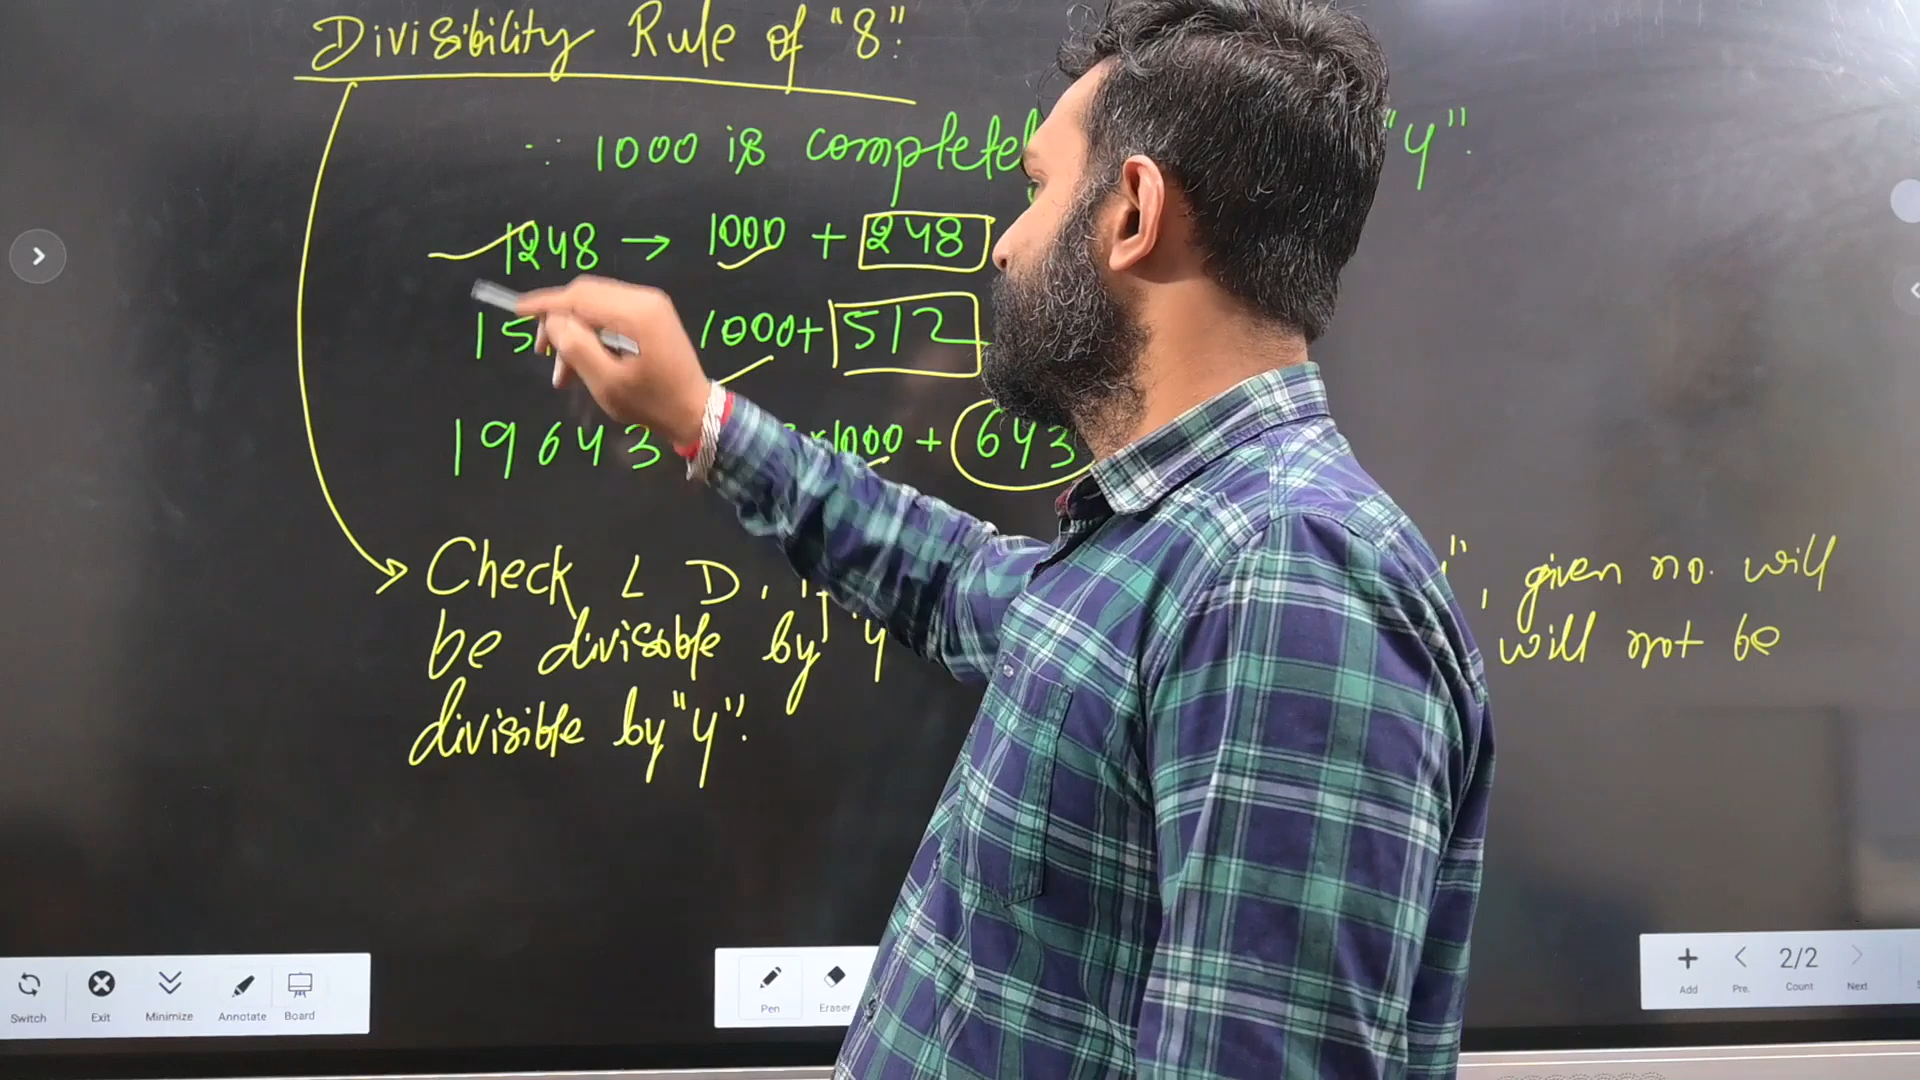 Divisibility Rule of "8".
∵ 1000 is complete "4".
1248 → 1000 + 248
15 1000+ 512
19643 ×1000 + 643
Check L D, ", given no. will
be divisible by "4 will not be
divisible by "4".
2/2
Switch Exit Minimize Annotate Board Pen Eraser Add Pre. Count Next